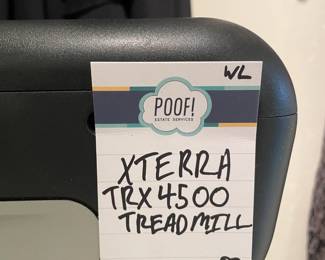 WL
POOF!
ESTATE SERVICES
XTERRA
TRX4500
TREADMILL